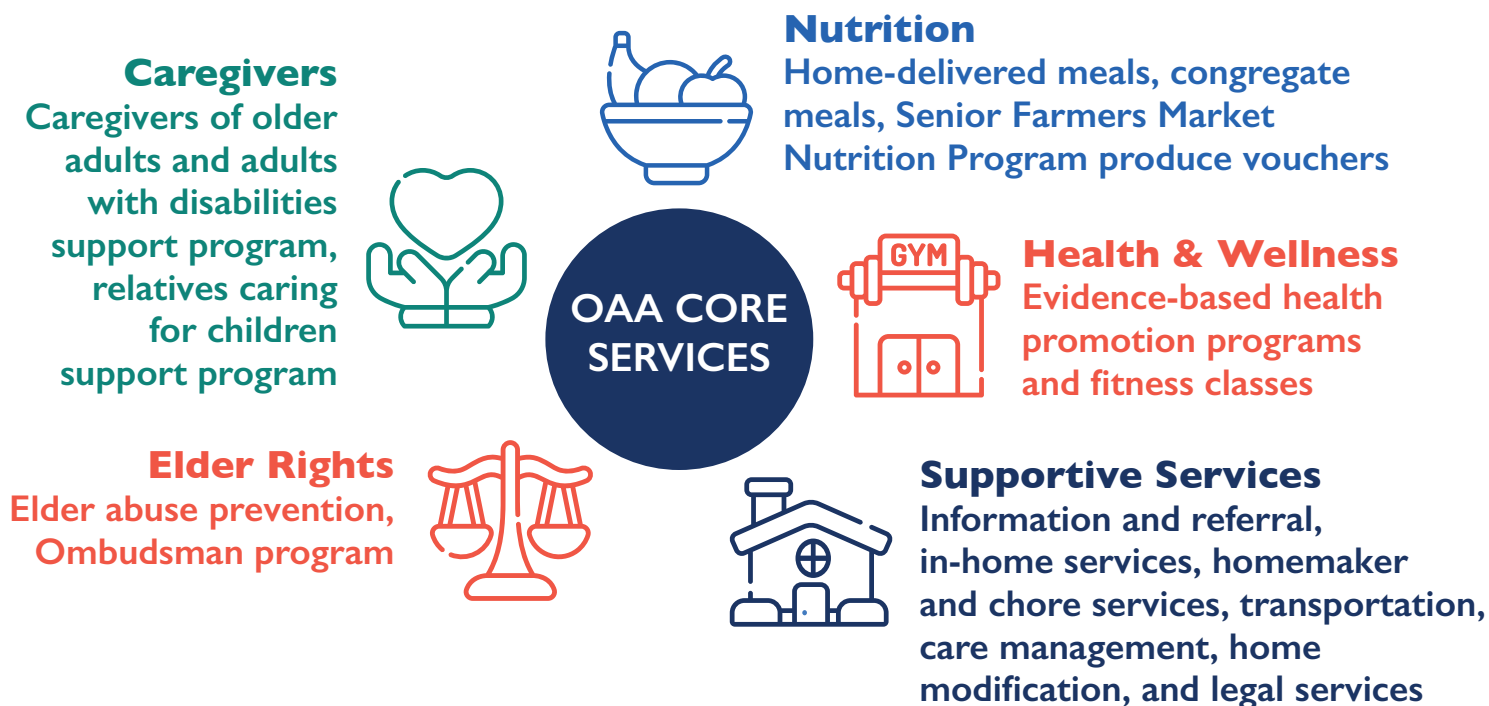 Nutrition
Home-delivered meals, congregate
meals, Senior Farmers Market
Nutrition Program produce vouchers
Caregivers
Caregivers of older
adults and adults
with disabilities
support program,
relatives caring
for children
support program
OAA CORE
SERVICES
GYM
Health & Wellness
Evidence-based health
promotion programs
and fitness classes
Elder Rights
Elder abuse prevention,
Ombudsman program
Supportive Services
Information and referral,
in-home services, homemaker
and chore services, transportation,
care management, home
modification, and legal services